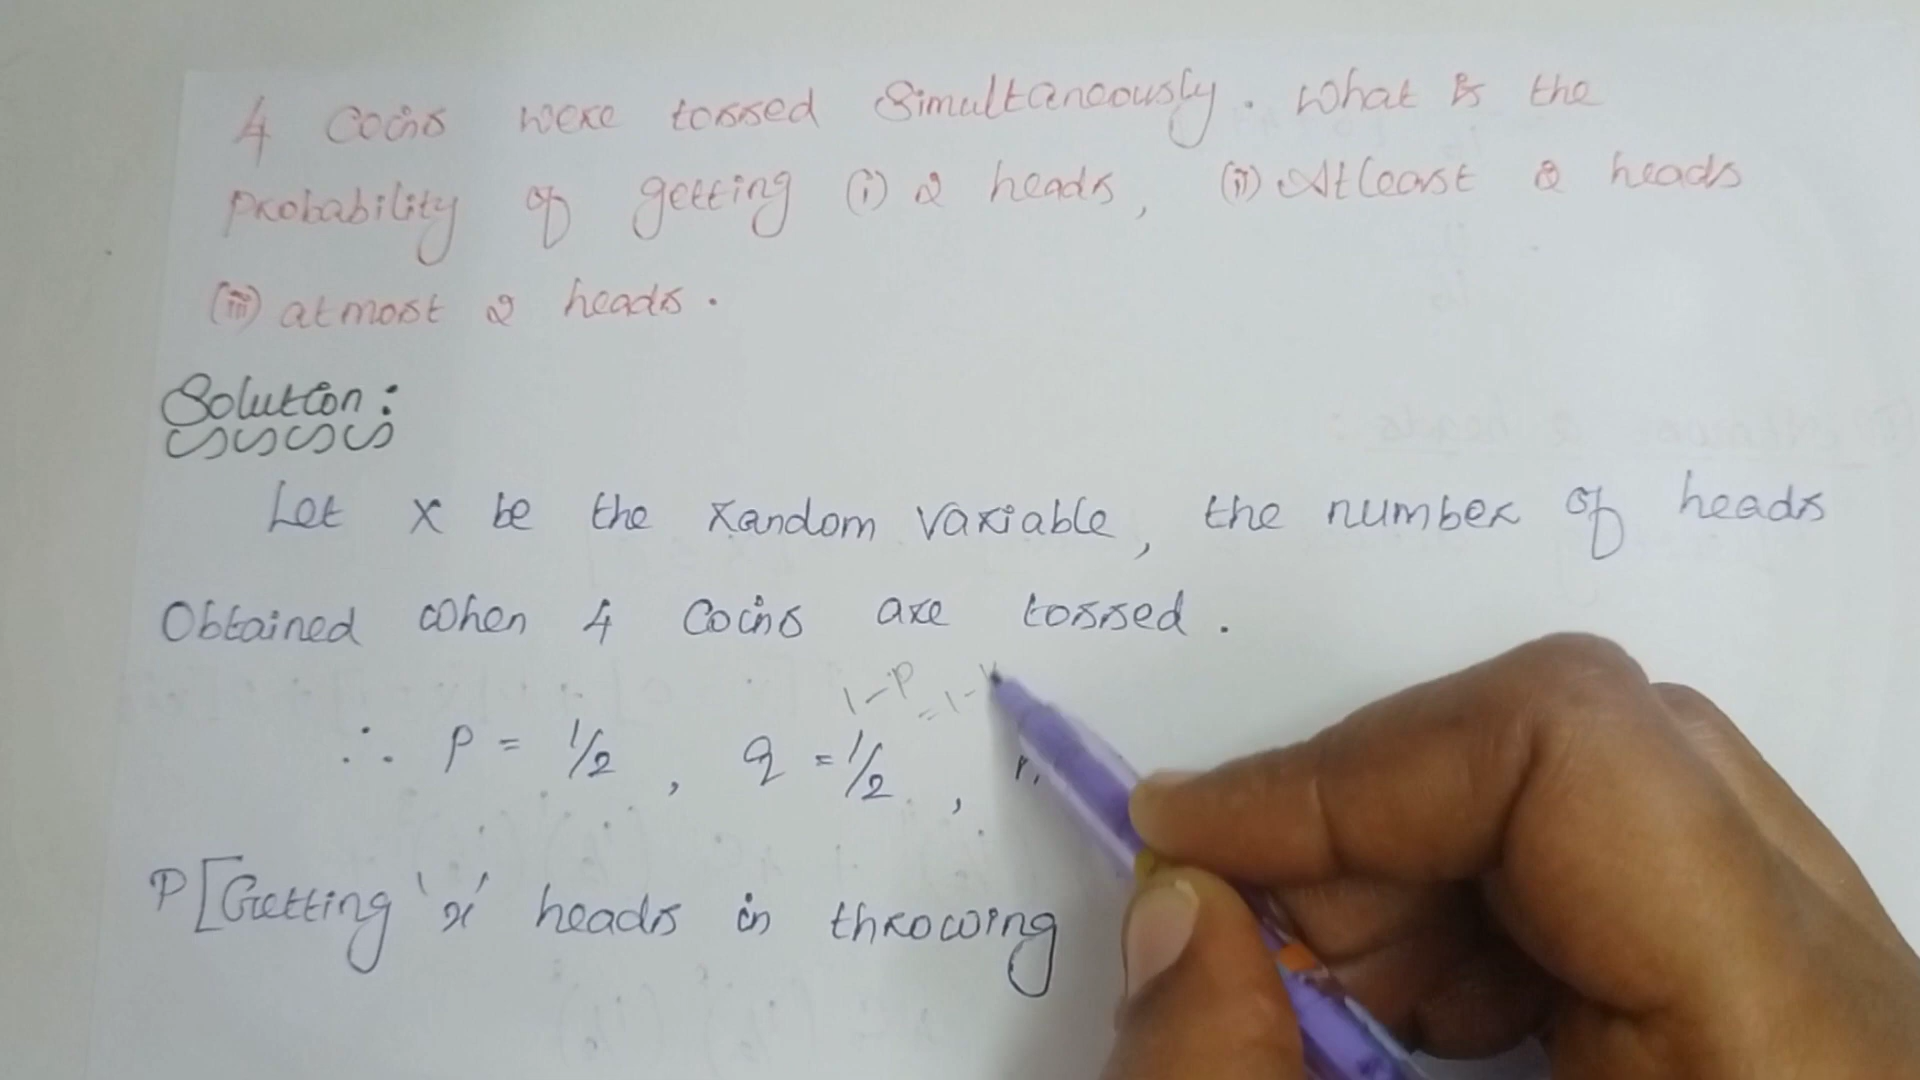 4 Coins were tossed Simultaneously. What is the
probability of getting (i) 2 heads, (ii) Atleast 2 heads
(iii) atmost 2 heads.
Solution:
Let X be the random variable, the number of heads
Obtained when 4 Coins are tossed.
1-P = 1-
∴ p = 1/2, q = 1/2,
P[Getting 'x' heads in throwing